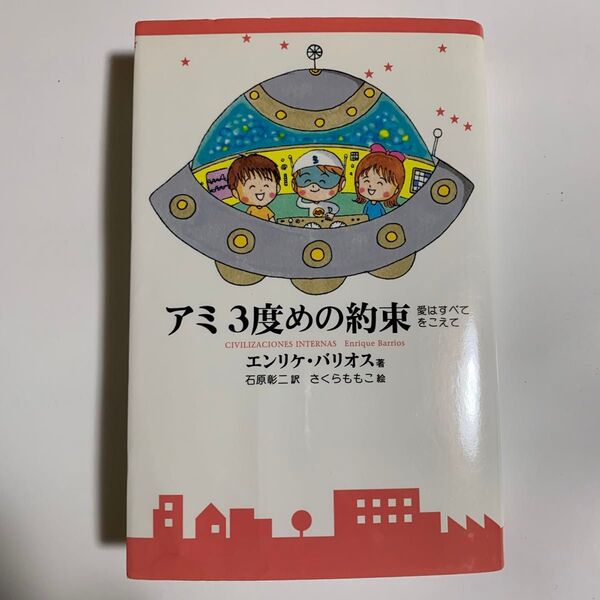 アミ 3度めの約束 愛はすべて
をこえて
CIVILIZACIONES INTERNAS Enrique Barrios
エンリケ・バリオス 著
石原彰二 訳 さくらももこ 絵